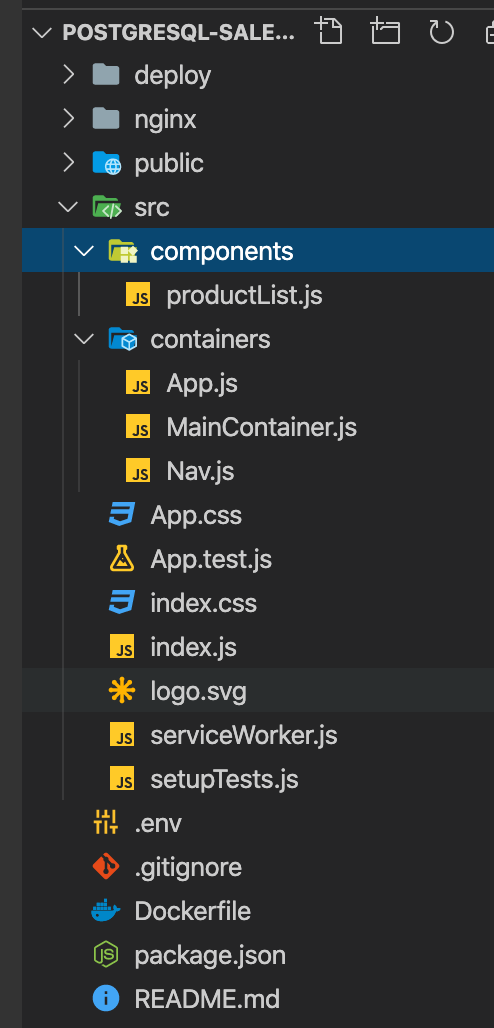 POSTGRESQL-SALE...
deploy
nginx
public
src
components
JS productList.js
containers
JS App.js
JS MainContainer.js
JS Nav.js
App.css
App.test.js
index.css
JS index.js
logo.svg
JS serviceWorker.js
JS setupTests.js
.env
.gitignore
Dockerfile
JS package.json
README.md